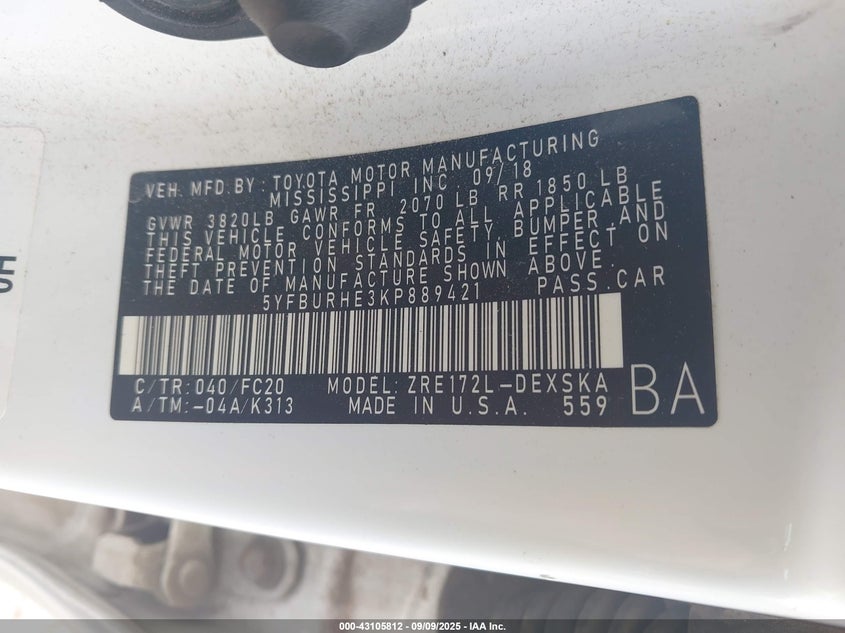 VEH. MFD.BY: TOYOTA MOTOR MANUFACTURING
MISSISSIPPI INC. 09/18
GVWR 3820LB GAWR FR 2070 LB RR 1850 LB
THIS VEHICLE CONFORMS TO ALL APPLICABLE
FEDERAL MOTOR VEHICLE SAFETY BUMPER AND
THEFT PREVENTION STANDARDS IN EFFECT ON
THE DATE OF MANUFACTURE SHOWN ABOVE.
5YFBURHE3KP889421 PASS.CAR
C/TR:040/FC20 MODEL: ZRE172L-DEXSKA
A/TM:-04A/K313 MADE IN U.S.A. 559
BA
000-43105812 - 09/09/2025 - IAA Inc.